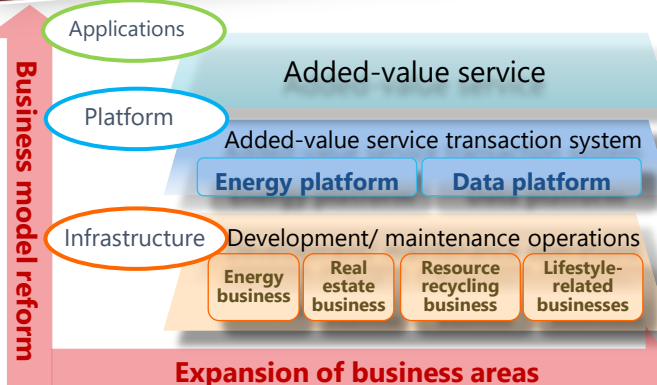 Applications
Added-value service
Platform
Added-value service transaction system
Energy platform
Data platform
Infrastructure
Development/ maintenance operations
Energy
business
Real
estate
business
Resource
recycling
business
Lifestyle-
related
businesses
Business model reform
Expansion of business areas